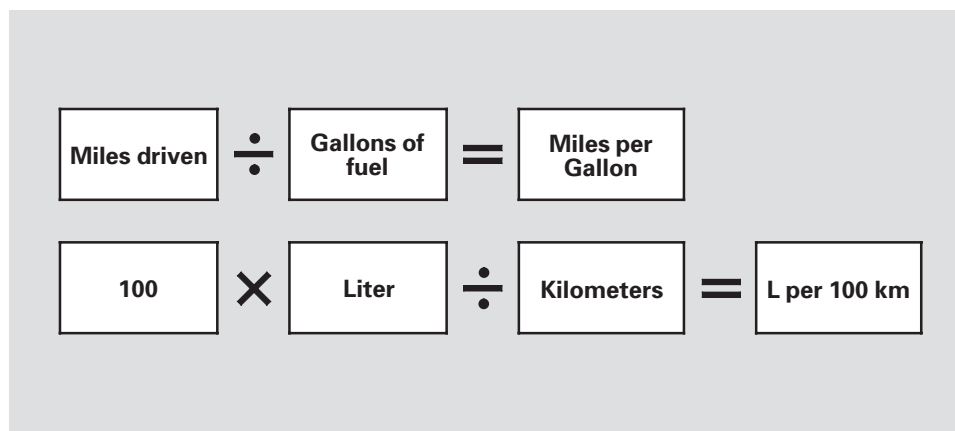 Miles driven ÷ Gallons of fuel = Miles per Gallon
100 × Liter ÷ Kilometers = L per 100 km